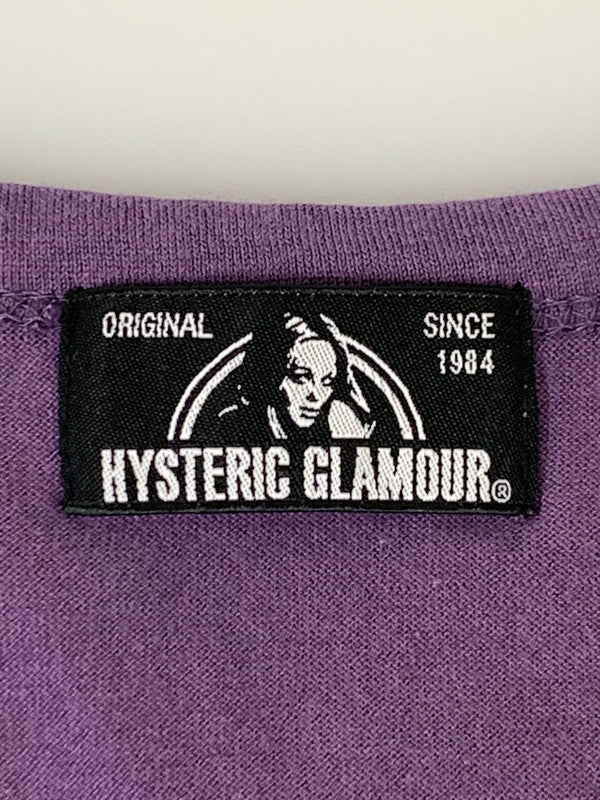 ORIGINAL
SINCE
1984
HYSTERIC GLAMOUR®